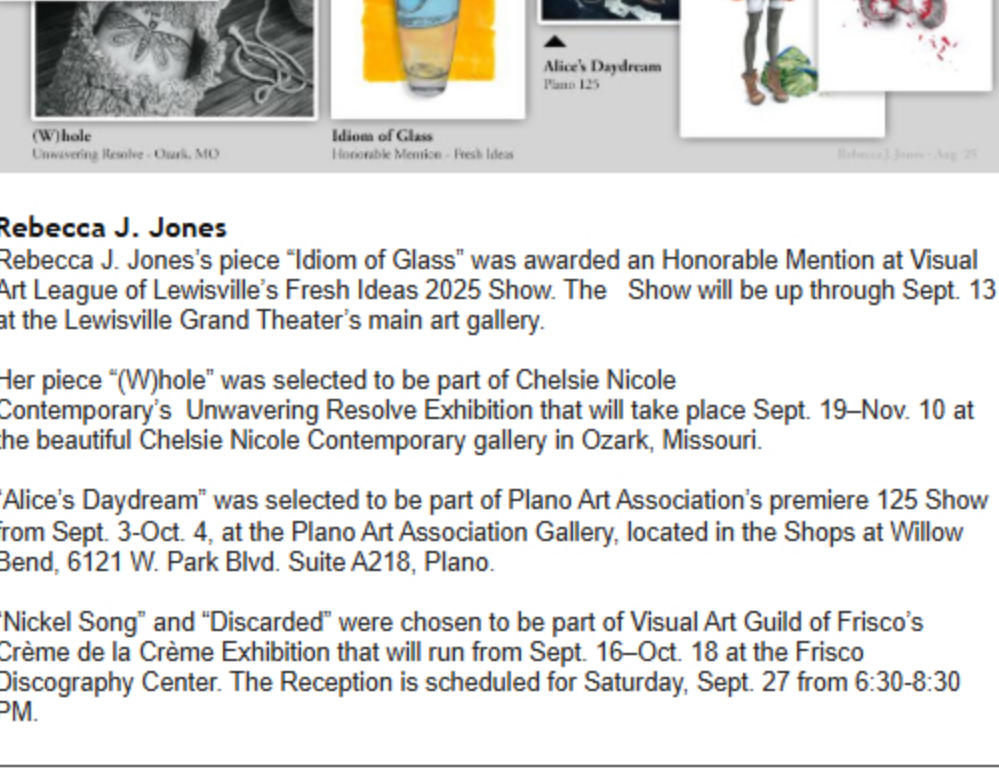 Alice's Daydream
Plano 125
(W)hole
Unwavering Resolve - Ozark, MO
Idiom of Glass
Honorable Mention - Fresh Ideas
Rebecca J. Jones - Aug '25
Rebecca J. Jones
Rebecca J. Jones's piece “Idiom of Glass” was awarded an Honorable Mention at Visual
Art League of Lewisville's Fresh Ideas 2025 Show. The   Show will be up through Sept. 13
at the Lewisville Grand Theater's main art gallery.
Her piece “(W)hole” was selected to be part of Chelsie Nicole
Contemporary's  Unwavering Resolve Exhibition that will take place Sept. 19–Nov. 10 at
the beautiful Chelsie Nicole Contemporary gallery in Ozark, Missouri.
“Alice's Daydream” was selected to be part of Plano Art Association's premiere 125 Show
from Sept. 3-Oct. 4, at the Plano Art Association Gallery, located in the Shops at Willow
Bend, 6121 W. Park Blvd. Suite A218, Plano.
“Nickel Song” and “Discarded” were chosen to be part of Visual Art Guild of Frisco's
Crème de la Crème Exhibition that will run from Sept. 16–Oct. 18 at the Frisco
Discography Center. The Reception is scheduled for Saturday, Sept. 27 from 6:30-8:30
PM.